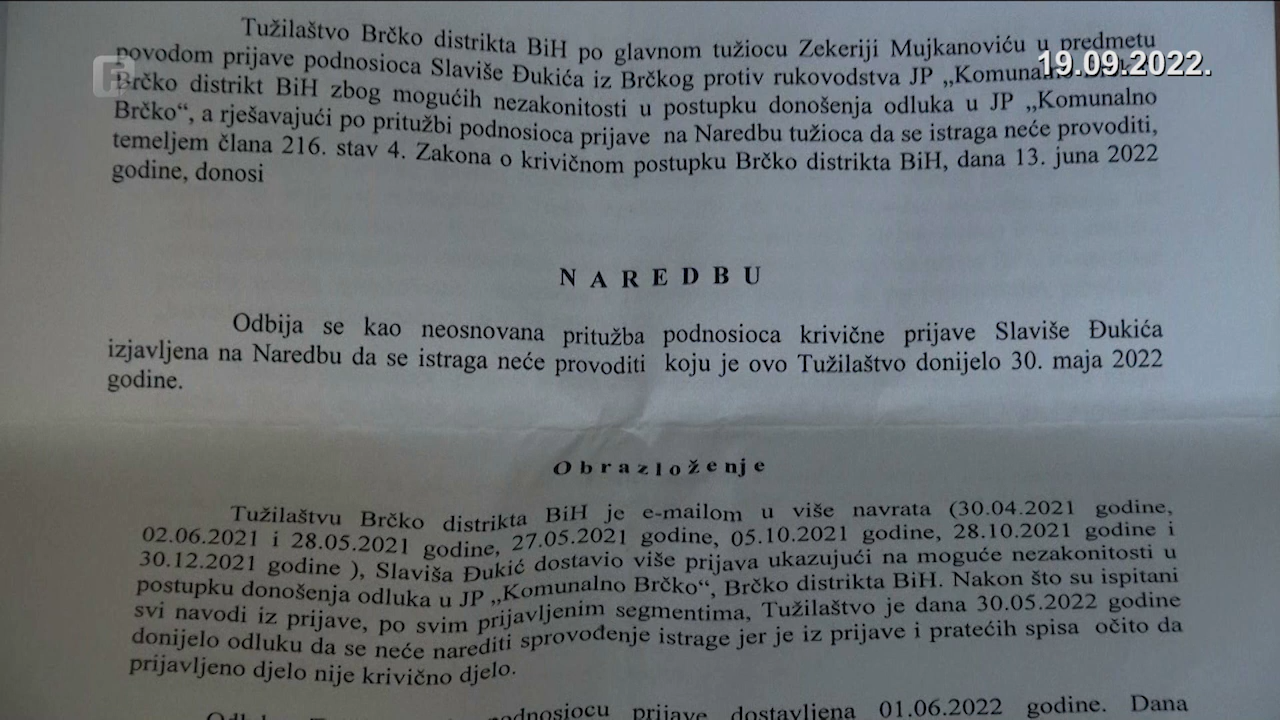 Tužilaštvo Brčko distrikta BiH po glavnom tužiocu Zekeriji Mujkanoviću u predmetu
povodom prijave podnosioca Slaviše Đukića iz Brčkog protiv rukovodstva JP „Komunalno
19.09.2022.
Brčko distrikt BiH zbog mogućih nezakonitosti u postupku donošenja odluka u JP „Komunalno
Brčko“, a rješavajući po pritužbi podnosioca prijave na Naredbu tužioca da se istraga neće provoditi,
temeljem člana 216. stav 4. Zakona o krivičnom postupku Brčko distrikta BiH, dana 13. juna 2022
godine, donosi
N A R E D B U
Odbija se kao neosnovana pritužba podnosioca krivične prijave Slaviše Đukića
izjavljena na Naredbu da se istraga neće provoditi koju je ovo Tužilaštvo donijelo 30. maja 2022
godine.
O b r a z l o ž e nj e
Tužilaštvu Brčko distrikta BiH je e-mailom u više navrata (30.04.2021 godine,
02.06.2021 i 28.05.2021 godine, 27.05.2021 godine, 05.10.2021 godine, 28.10.2021 godine i
30.12.2021 godine ), Slaviša Đukić dostavio više prijava ukazujući na moguće nezakonitosti u
postupku donošenja odluka u JP „Komunalno Brčko“, Brčko distrikta BiH. Nakon što su ispitani
svi navodi iz prijave, po svim prijavljenim segmentima, Tužilaštvo je dana 30.05.2022 godine
donijelo odluku da se neće narediti sprovođenje istrage jer je iz prijave i pratećih spisa očito da
prijavljeno djelo nije krivično djelo.
podnosiocu prijave dostavljena 01.06.2022 godine. Dana